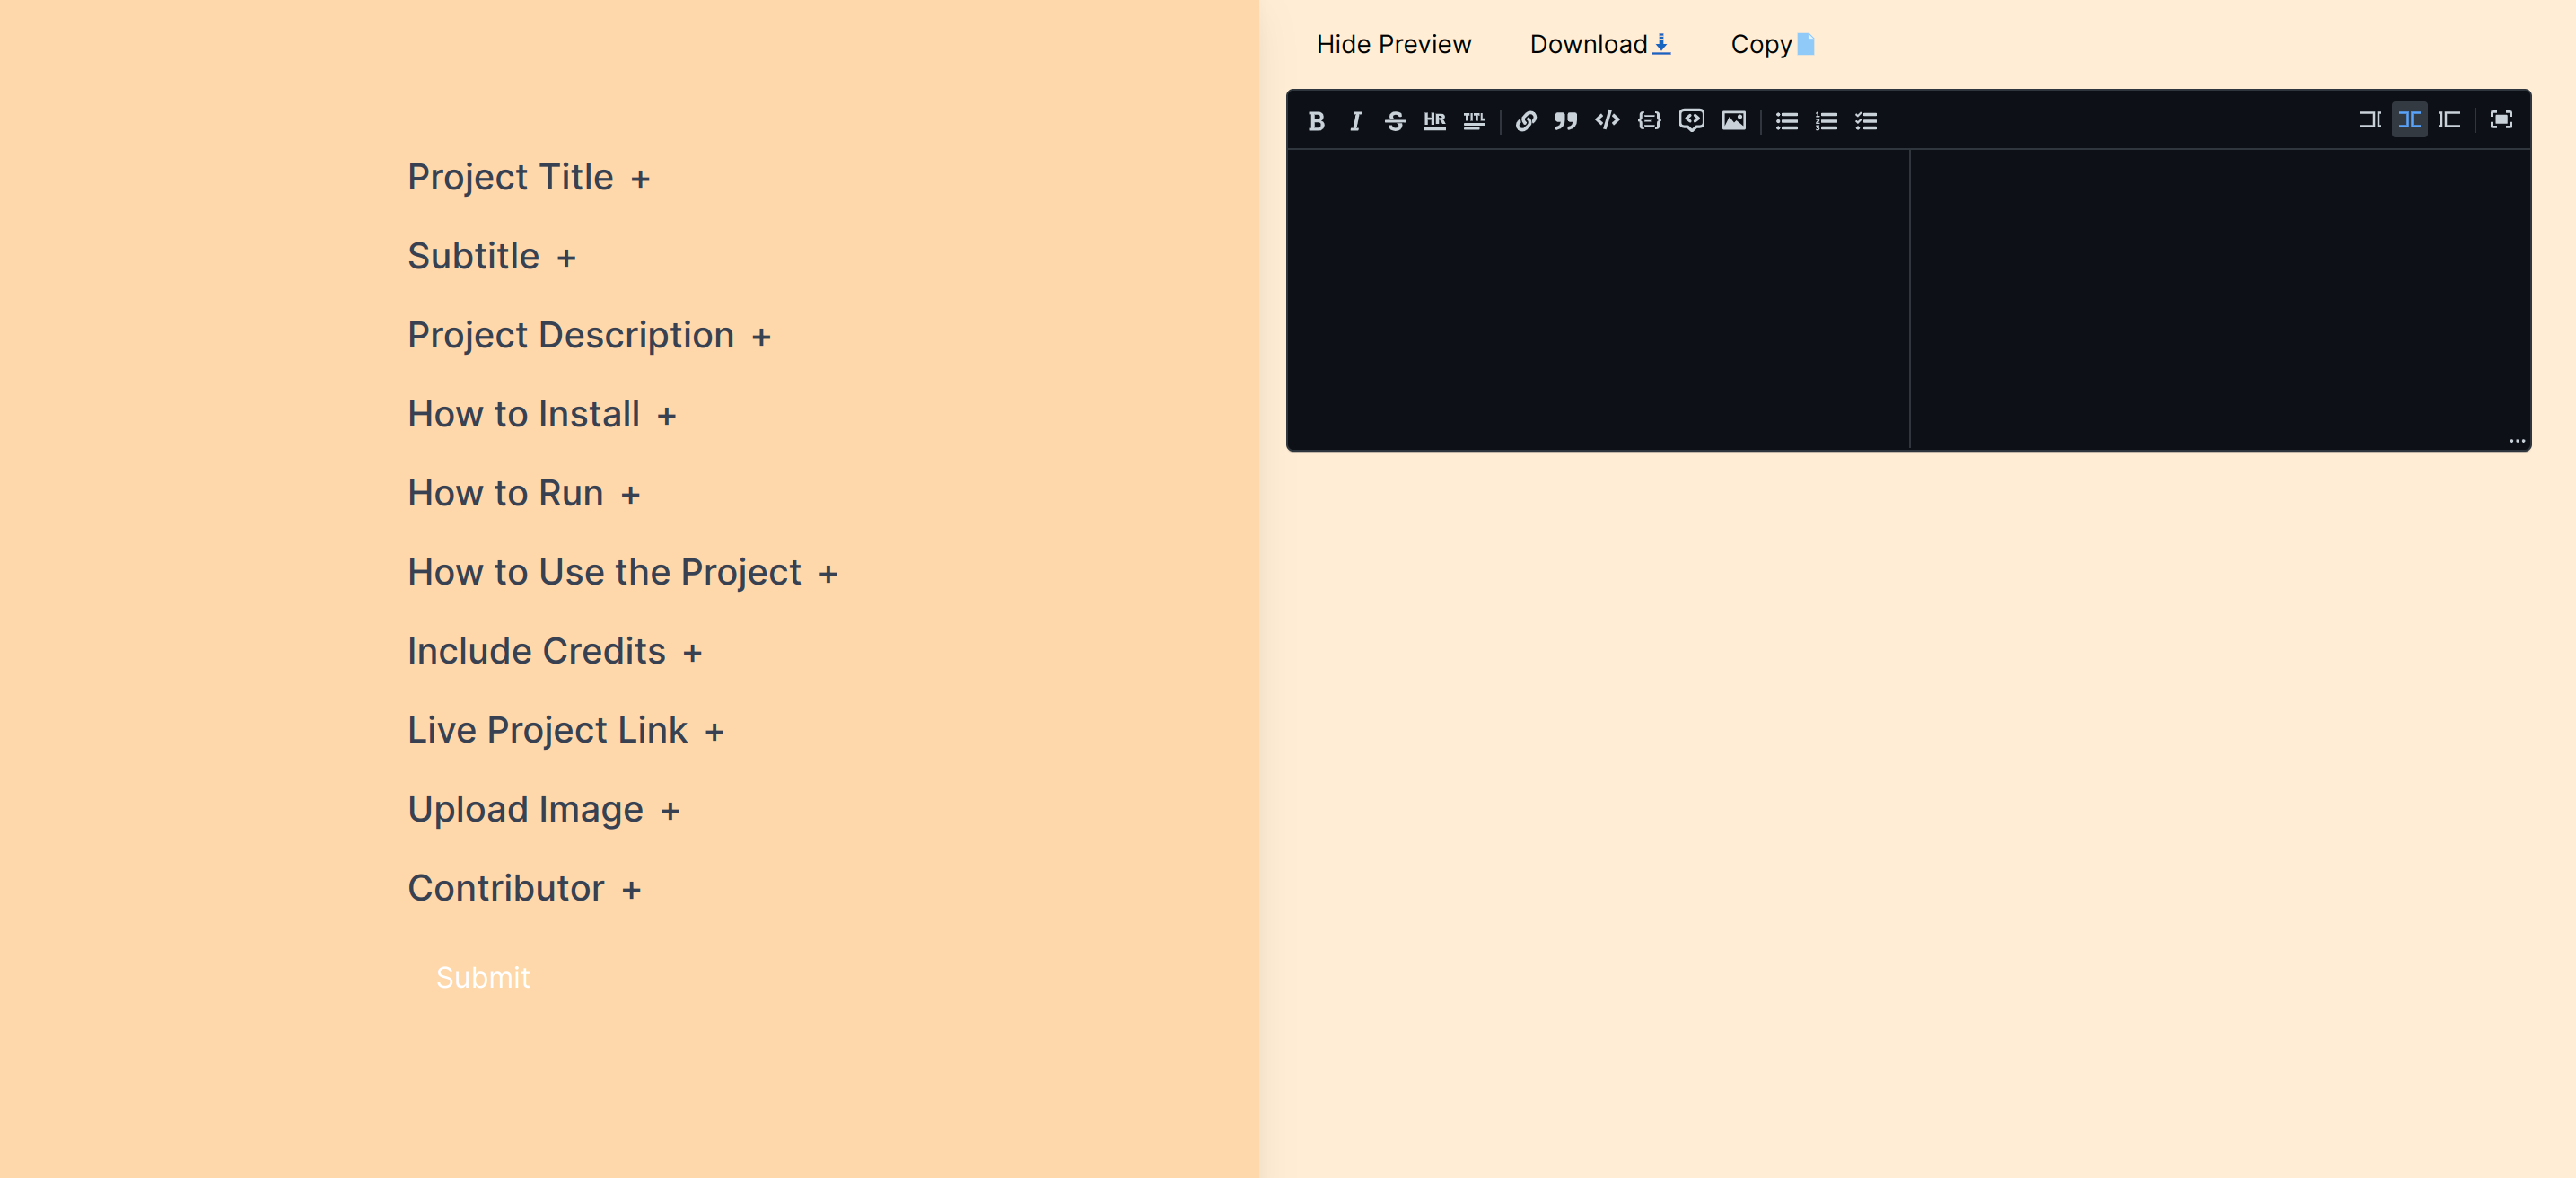 Project Title +
Subtitle +
Project Description +
How to Install +
How to Run +
How to Use the Project +
Include Credits +
Live Project Link +
Upload Image +
Contributor +
Submit
Hide Preview Download Copy
B I S HR TITL